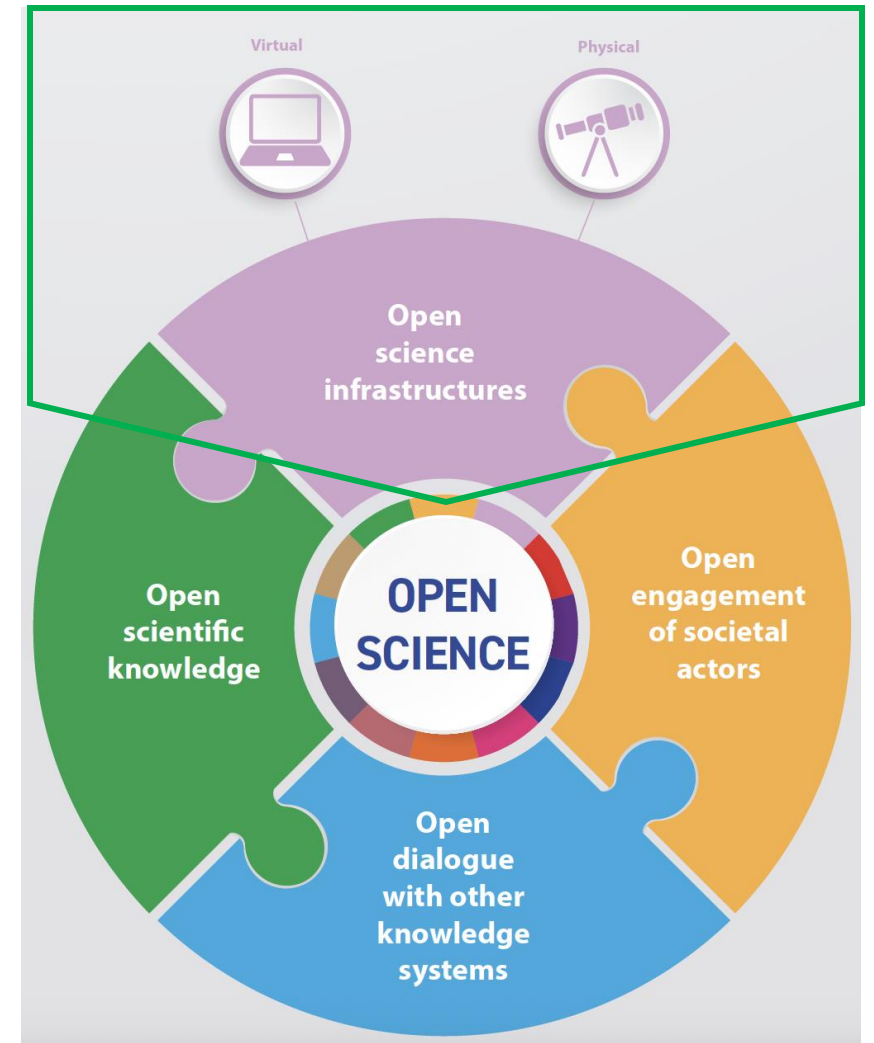 Virtual
Physical
Open
science
infrastructures
Open
scientific
knowledge
OPEN
SCIENCE
Open
engagement
of societal
actors
Open
dialogue
with other
knowledge
systems